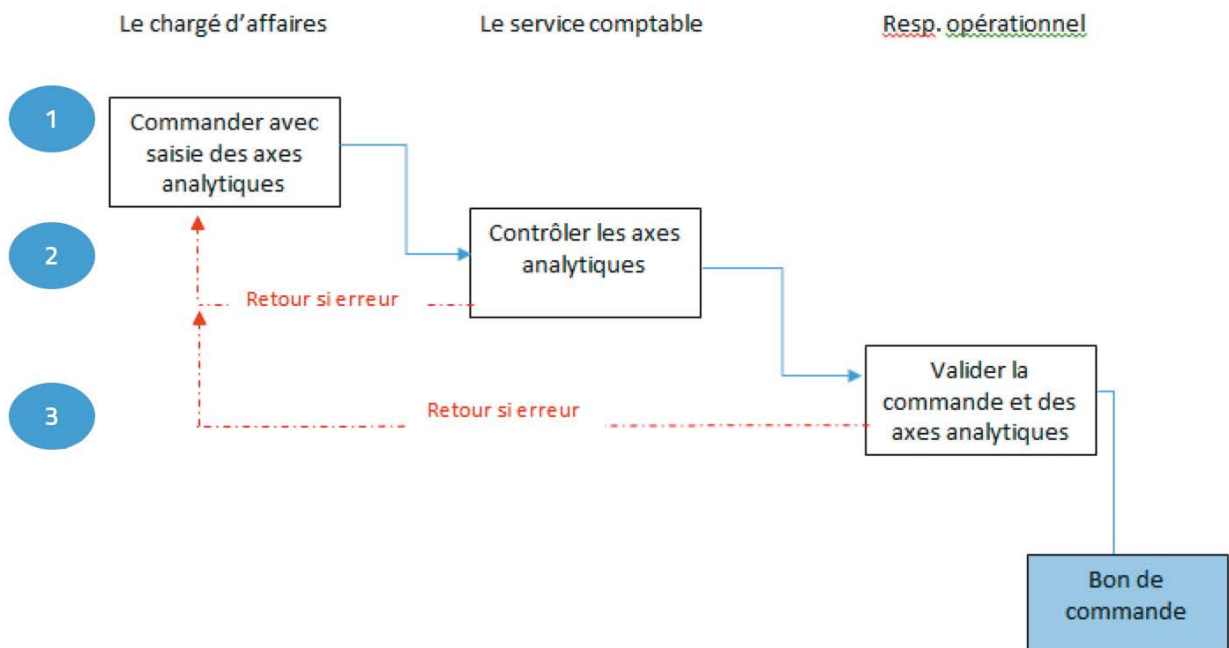 Le chargé d'affaires
Le service comptable
Resp. opérationnel
1
Commander avec
saisie des axes
analytiques
2
Contrôler les axes
analytiques
Retour si erreur
3
Valider la
commande et des
axes analytiques
Retour si erreur
Bon de
commande